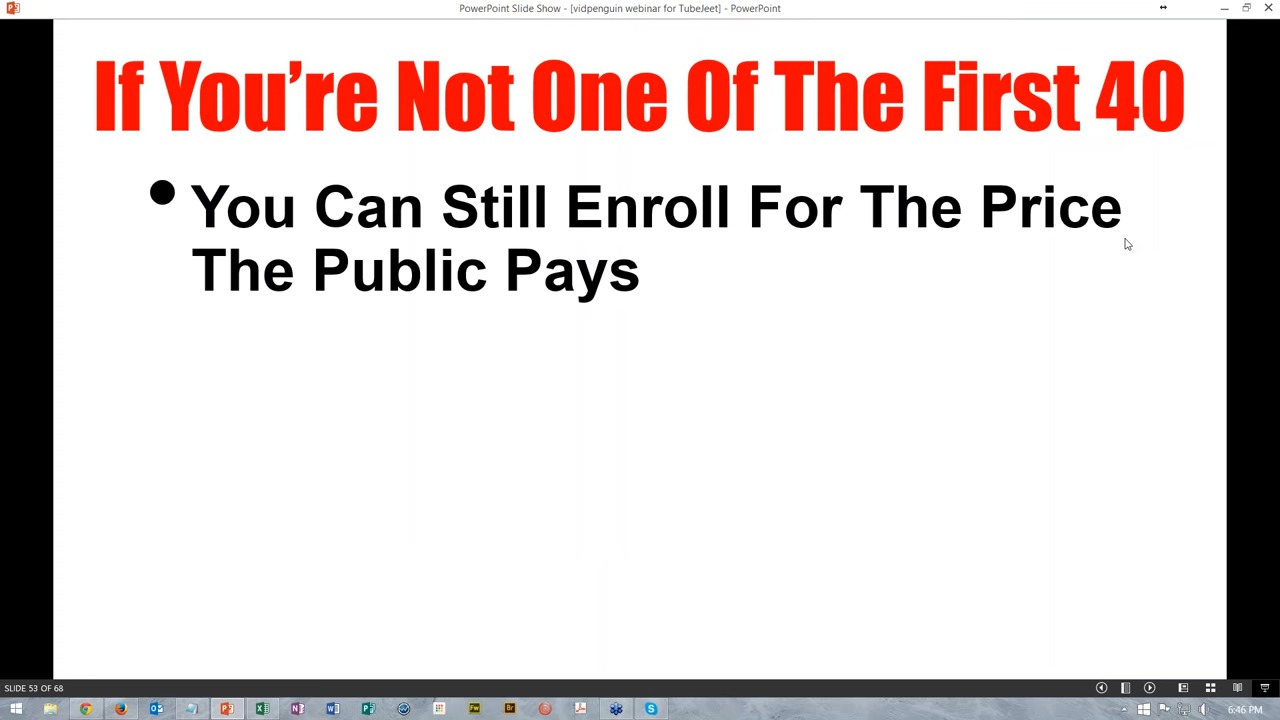 PowerPoint Slide Show - [vidpenguin webinar for TubeJeet] - PowerPoint
If You're Not One Of The First 40
• You Can Still Enroll For The Price
The Public Pays
SLIDE 53 OF 68
6:46 PM